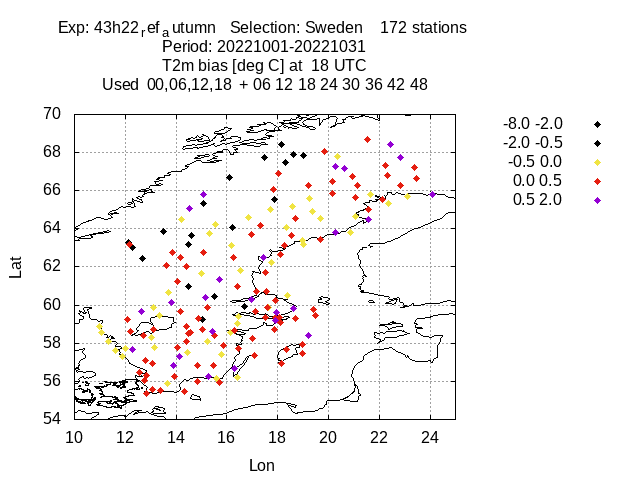 Exp: 43h22refa utumn Selection: Sweden 172 stations
Period: 20221001-20221031
T2m bias [deg C] at 18 UTC
Used 00,06,12,18 + 06 12 18 24 30 36 42 48
70
68
66
64
62
60
58
56
54
10 12 14 16 18 20 22 24
Lat
Lon
-8.0 -2.0
-2.0 -0.5
-0.5 0.0
0.0 0.5
0.5 2.0